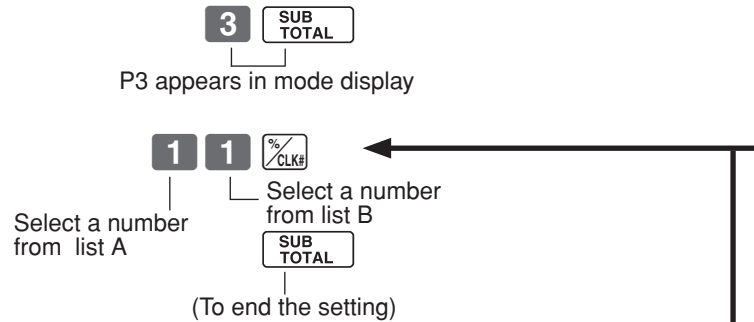 3 SUB TOTAL
P3 appears in mode display
1 1 %/CLK#
Select a number from list B
Select a number from list A
SUB TOTAL
(To end the setting)